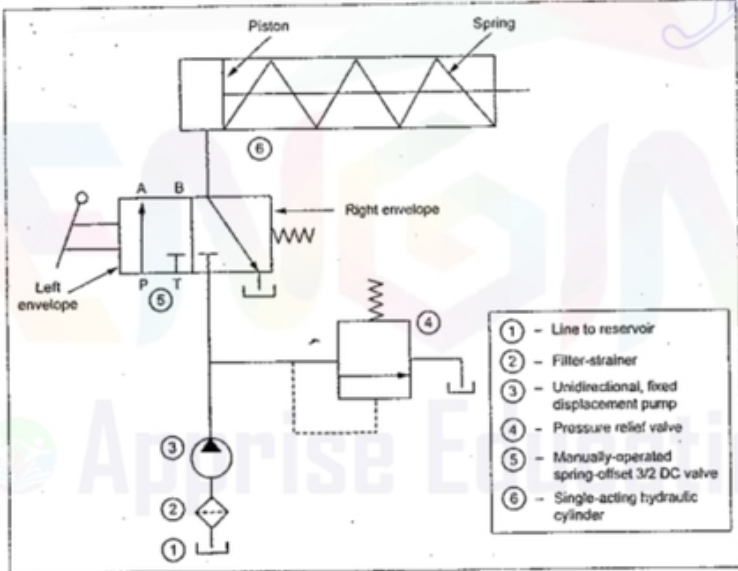 Piston
Spring
6
A B
Right envelope
Left
envelope
P T
5
4
3
2
1
1 – Line to reservoir
2 – Filter-strainer
3 – Unidirectional, fixed
displacement pump
4 – Pressure relief valve
5 – Manually-operated
spring-offset 3/2 DC valve
6 – Single-acting hydraulic
cylinder
Apprise Educati